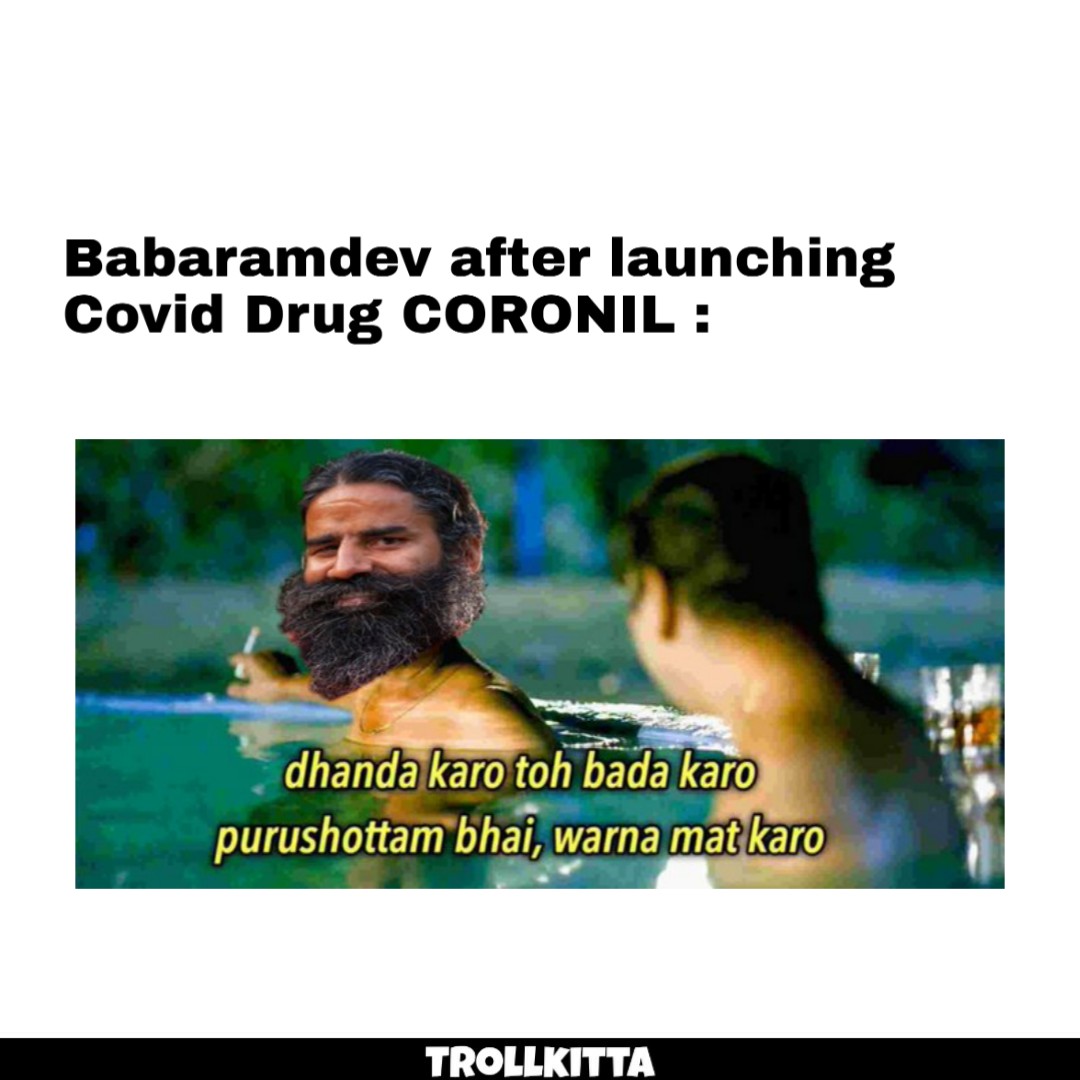 Babaramdev after launching
Covid Drug CORONIL :
dhanda karo toh bada karo
purushottam bhai, warna mat karo
TROLLKITTA